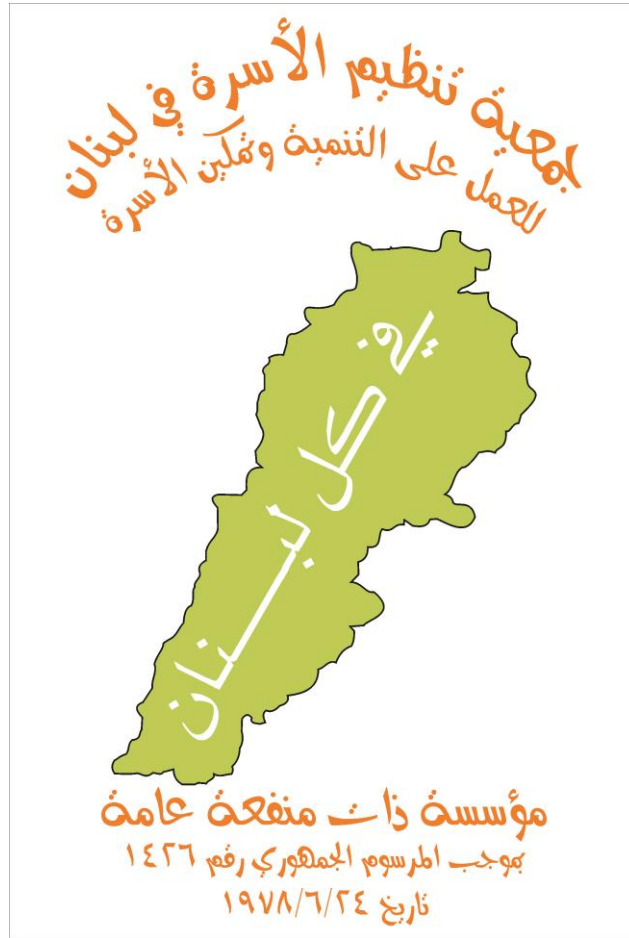 جمعية تنظيم الأسرة في لبنان
للعمل على التنمية وتمكين الأسرة
في كل لبنان
مؤسسة ذات منفعة عامة
بموجب المرسوم الجمهوري رقم ١٤٢٦
تاريخ ١٩٧٨/٦/٢٤